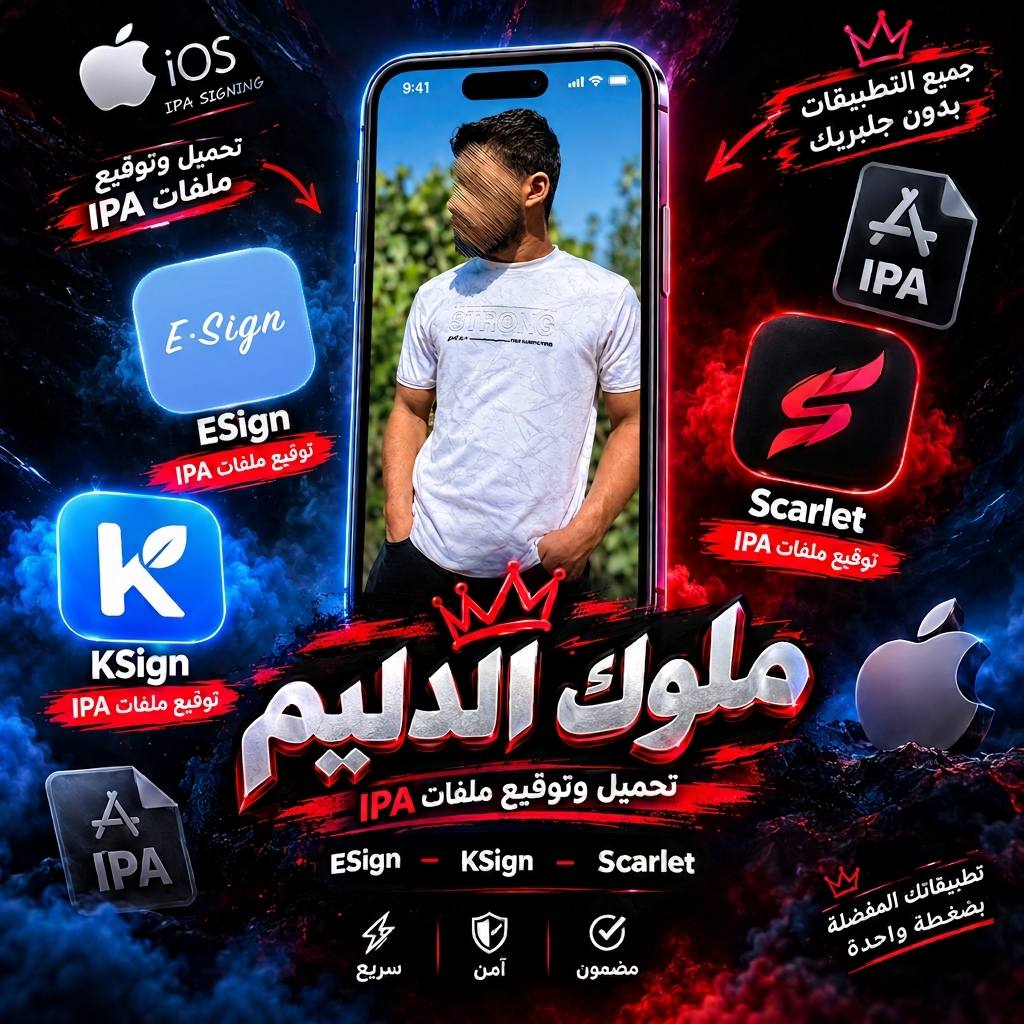 iOS
IPA SIGNING
تحميل وتوقيع
ملفات IPA
جميع التطبيقات
بدون جلبريك
9:41
IPA
STRONG
E·Sign
ESign
توقيع ملفات IPA
Scarlet
توقيع ملفات IPA
K
KSign
توقيع ملفات IPA
ملوك الدليم
تحميل وتوقيع ملفات IPA
ESign – KSign – Scarlet
IPA
سريع
آمن
مضمون
تطبيقاتك المفضلة
بضغطة واحدة